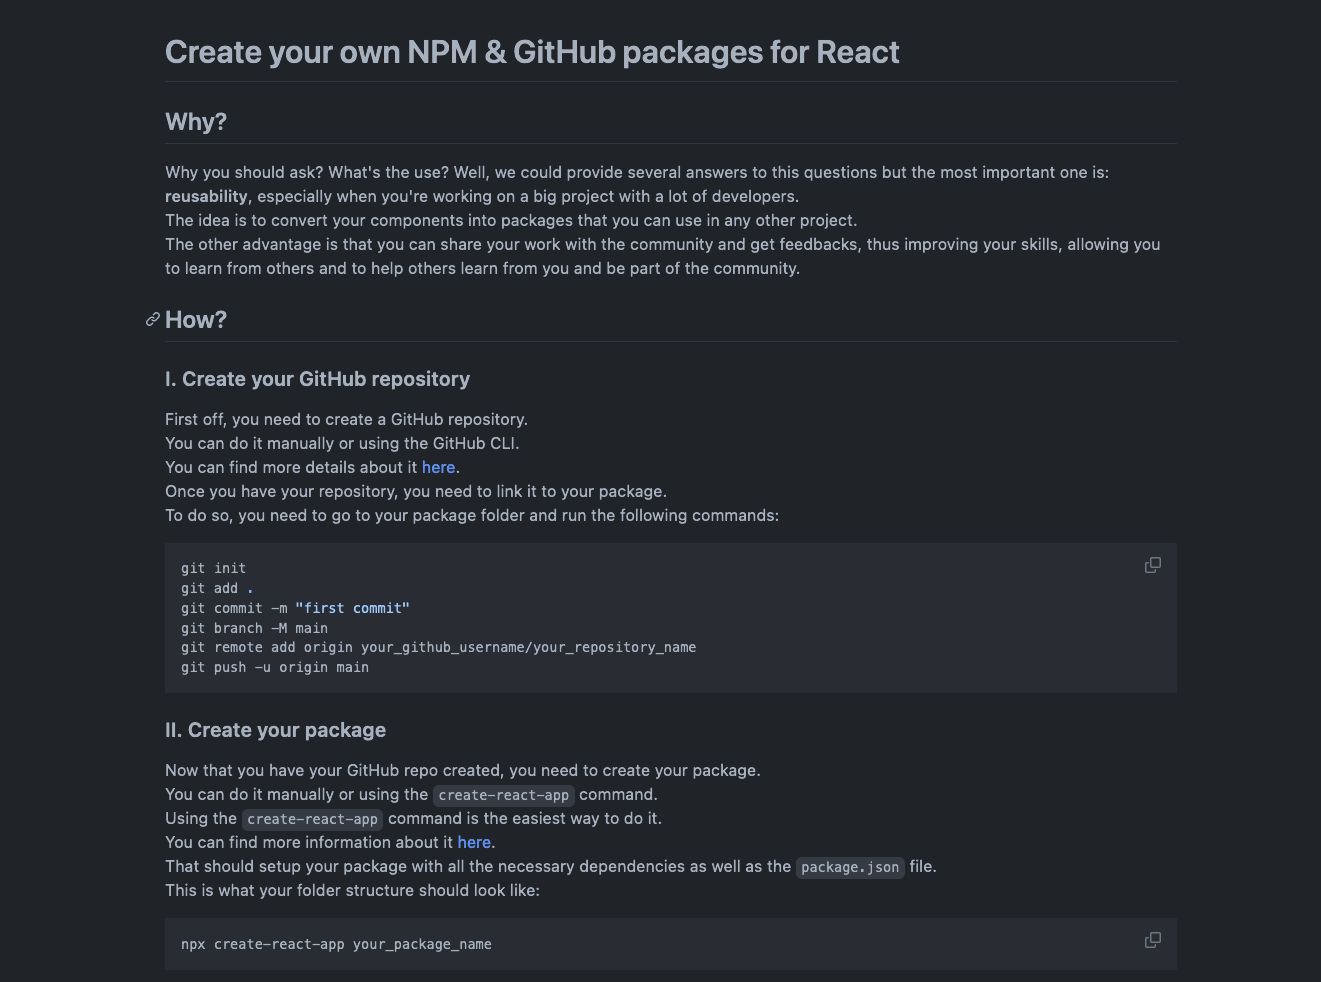 Create your own NPM & GitHub packages for React
Why?
Why you should ask? What's the use? Well, we could provide several answers to this questions but the most important one is:
reusability, especially when you're working on a big project with a lot of developers.
The idea is to convert your components into packages that you can use in any other project.
The other advantage is that you can share your work with the community and get feedbacks, thus improving your skills, allowing you
to learn from others and to help others learn from you and be part of the community.
How?
I. Create your GitHub repository
First off, you need to create a GitHub repository.
You can do it manually or using the GitHub CLI.
You can find more details about it here.
Once you have your repository, you need to link it to your package.
To do so, you need to go to your package folder and run the following commands:
git init
git add .
git commit -m "first commit"
git branch -M main
git remote add origin your_github_username/your_repository_name
git push -u origin main
II. Create your package
Now that you have your GitHub repo created, you need to create your package.
You can do it manually or using the create-react-app command.
Using the create-react-app command is the easiest way to do it.
You can find more information about it here.
That should setup your package with all the necessary dependencies as well as the package.json file.
This is what your folder structure should look like:
npx create-react-app your_package_name